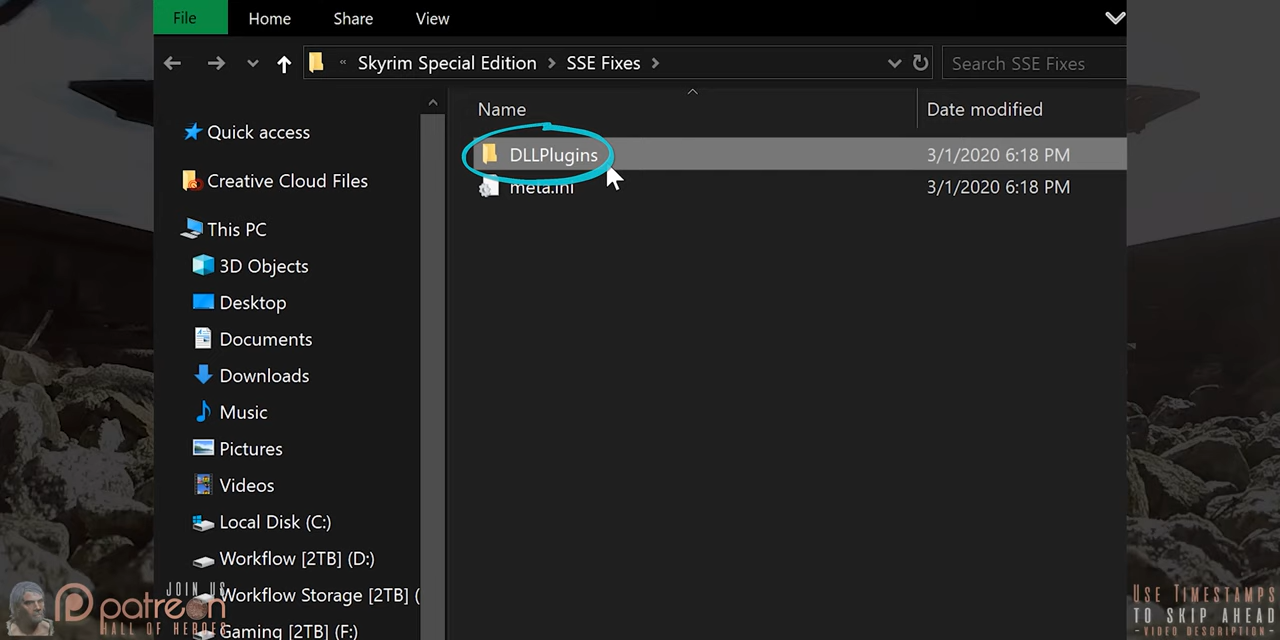 File Home Share View
« Skyrim Special Edition > SSE Fixes > Search SSE Fixes
Name Date modified
DLLPlugins 3/1/2020 6:18 PM
meta.ini 3/1/2020 6:18 PM
Quick access
Creative Cloud Files
This PC
3D Objects
Desktop
Documents
Downloads
Music
Pictures
Videos
Local Disk (C:)
Workflow [2TB] (D:)
Workflow Storage [2TB] (
Gaming [2TB] (F:)
JOIN US
patreon
HALL OF HEROES
USE TIMESTAMPS
TO SKIP AHEAD
-VIDEO DESCRIPTION-